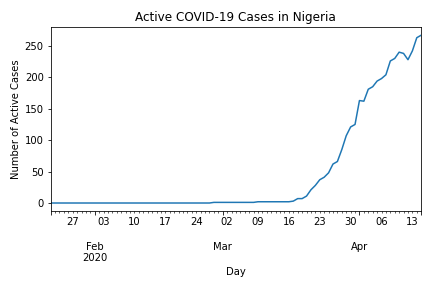 Active COVID-19 Cases in Nigeria
Number of Active Cases
250
200
150
100
50
0
27 03 10 17 24 02 09 16 23 30 06 13
Feb Mar Apr
2020
Day